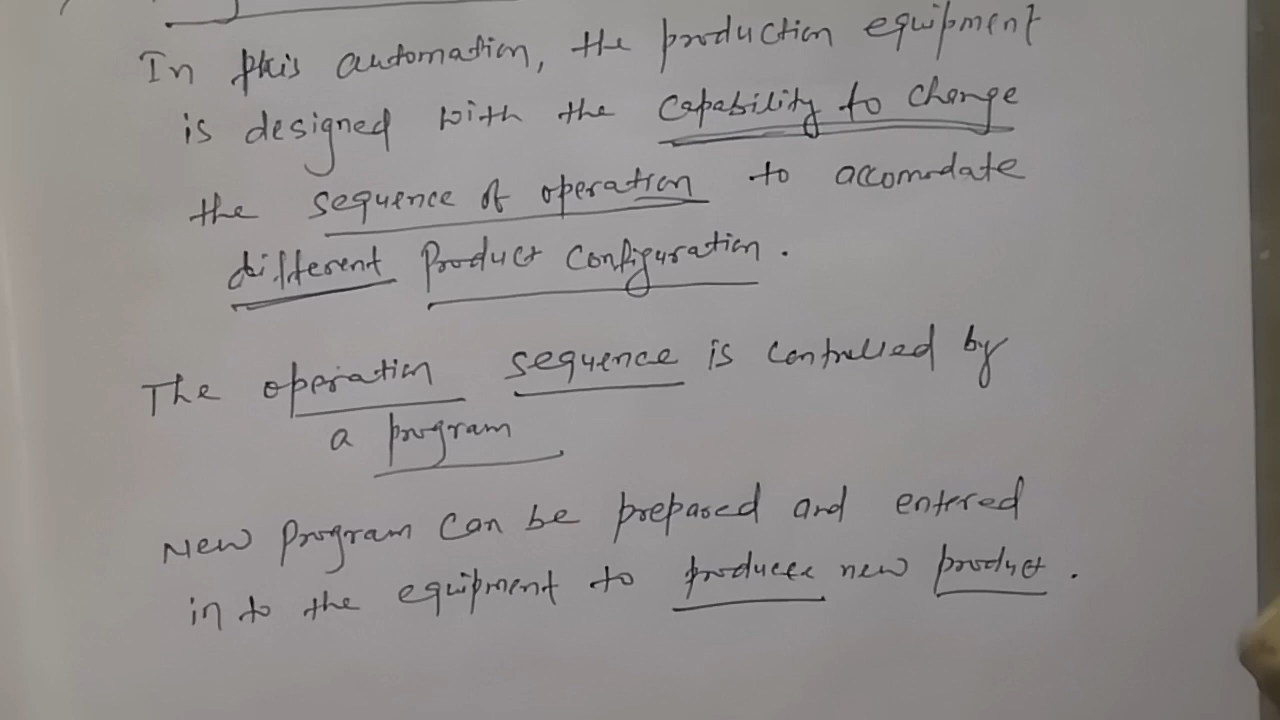 In this automation, the production equipment
is designed with the capability to change
the sequence of operation to accomodate
different Product Configuration.
The operation sequence is controlled by
a program
New Program Can be prepared and entered
in to the equipment to produce new product.